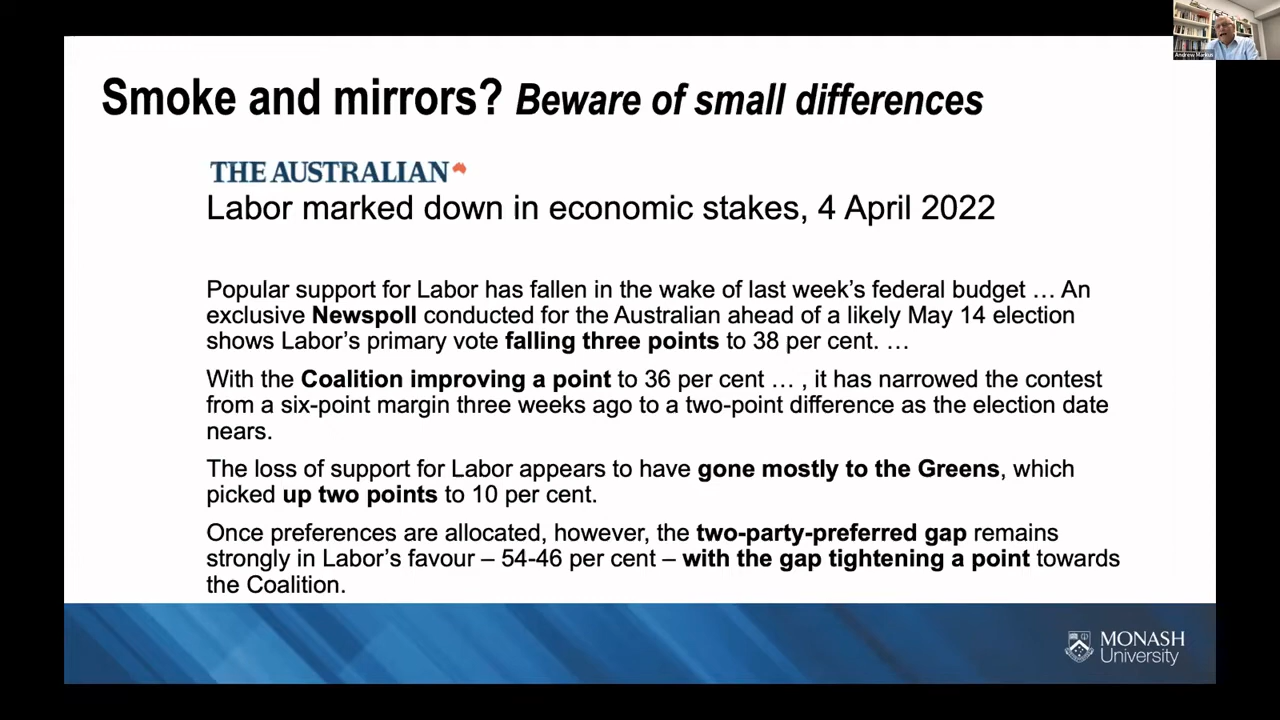 Smoke and mirrors? Beware of small differences
THE AUSTRALIAN
Labor marked down in economic stakes, 4 April 2022
Popular support for Labor has fallen in the wake of last week’s federal budget … An
exclusive Newspoll conducted for the Australian ahead of a likely May 14 election
shows Labor’s primary vote falling three points to 38 per cent. …
With the Coalition improving a point to 36 per cent … , it has narrowed the contest
from a six-point margin three weeks ago to a two-point difference as the election date
nears.
The loss of support for Labor appears to have gone mostly to the Greens, which
picked up two points to 10 per cent.
Once preferences are allocated, however, the two-party-preferred gap remains
strongly in Labor’s favour – 54-46 per cent – with the gap tightening a point towards
the Coalition.
MONASH
University
Andrew Markus